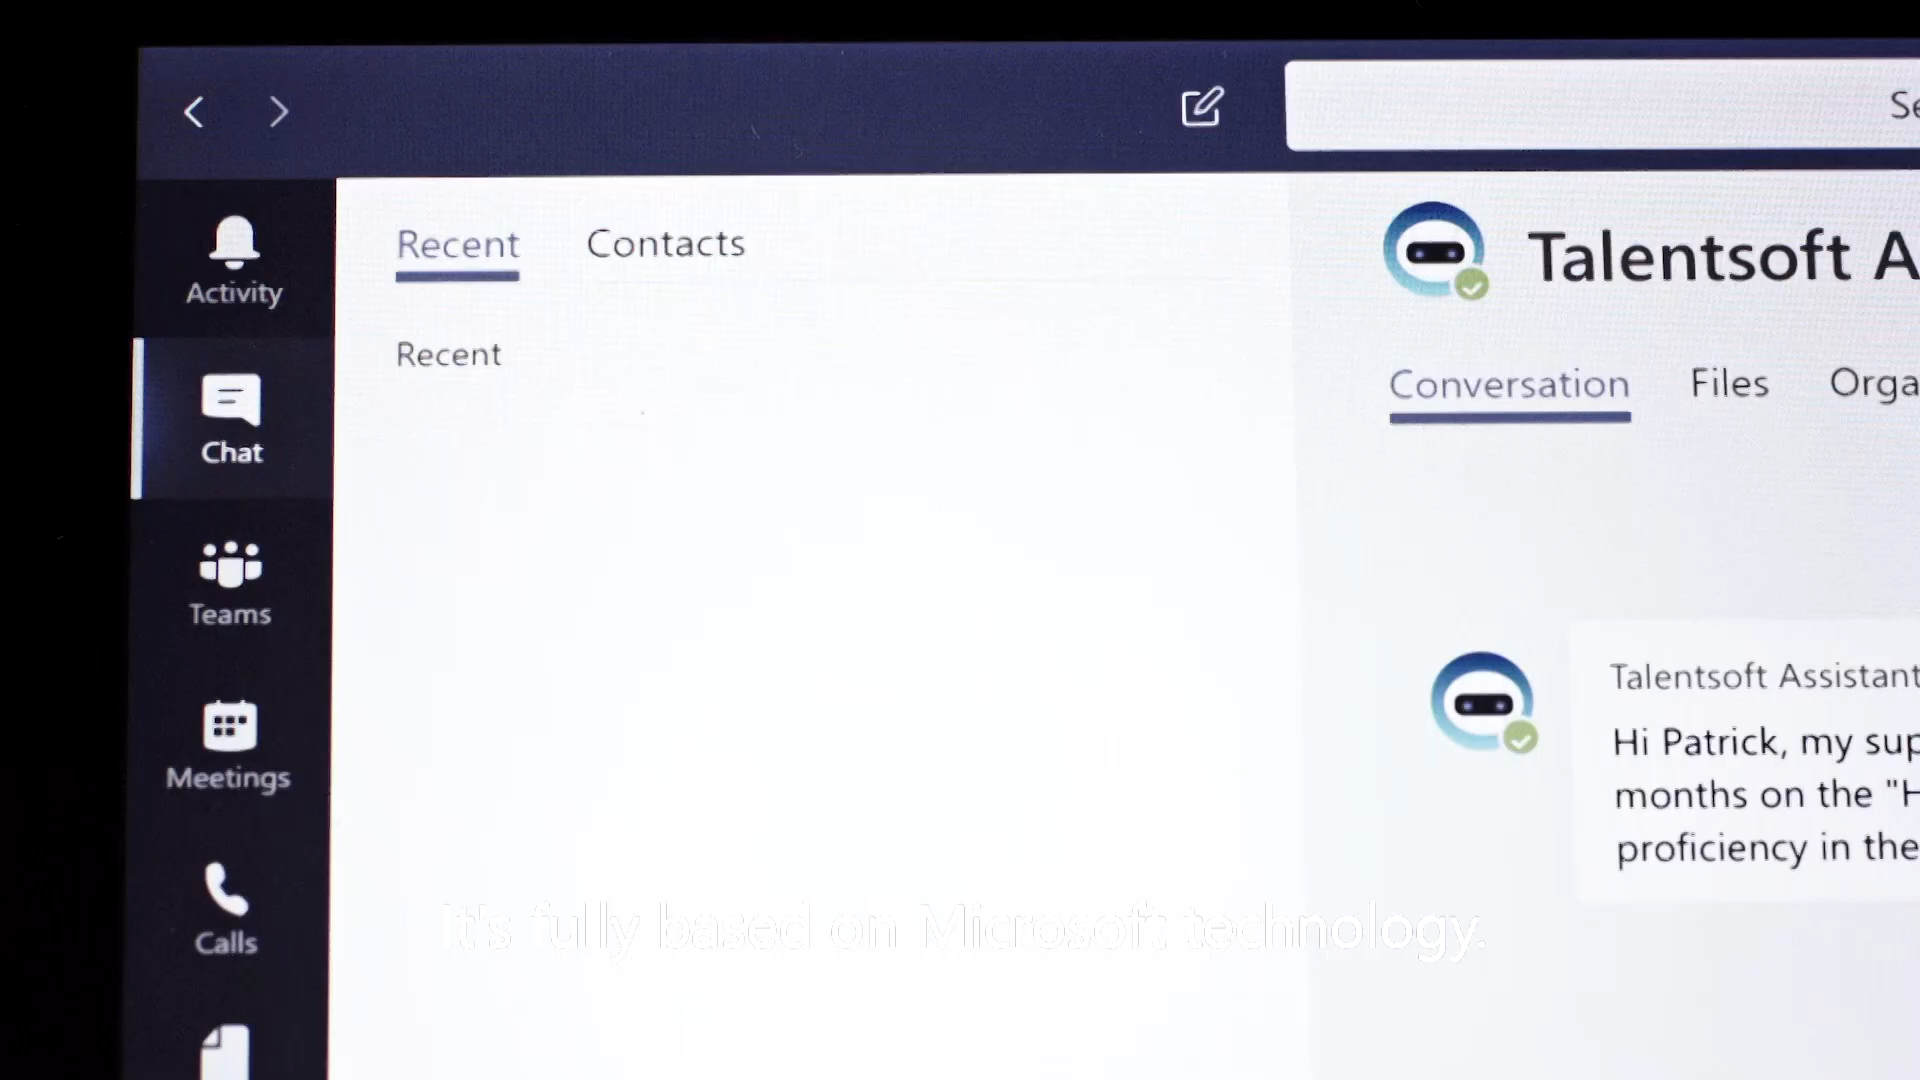 Activity
Chat
Teams
Meetings
Calls
Recent
Contacts
Recent
Talentsoft A
Conversation
Files
Orga
Talentsoft Assistant
Hi Patrick, my sup
months on the "H
proficiency in the
It's fully based on Microsoft technology.